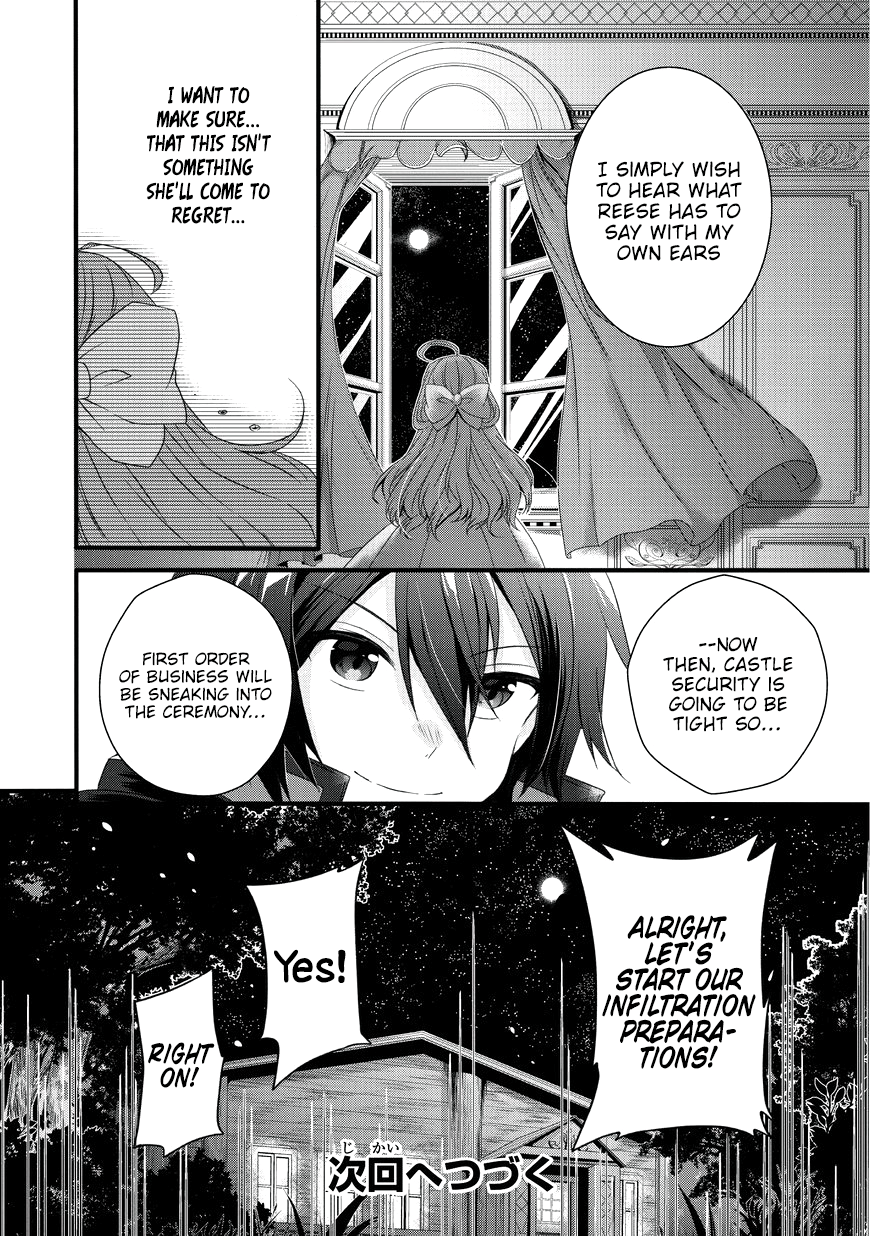 I SIMPLY WISH
TO HEAR WHAT
REESE HAS TO
SAY WITH MY
OWN EARS
I WANT TO
MAKE SURE...
THAT THIS ISN'T
SOMETHING
SHE'LL COME TO
REGRET...
--NOW
THEN, CASTLE
SECURITY IS
GOING TO BE
TIGHT SO...
FIRST ORDER
OF BUSINESS WILL
BE SNEAKING INTO
THE CEREMONY...
ALRIGHT,
LET'S
START OUR
INFILTRATION
PREPARA-
TIONS!
Yes!
RIGHT
ON!
じかい
次回へつづく